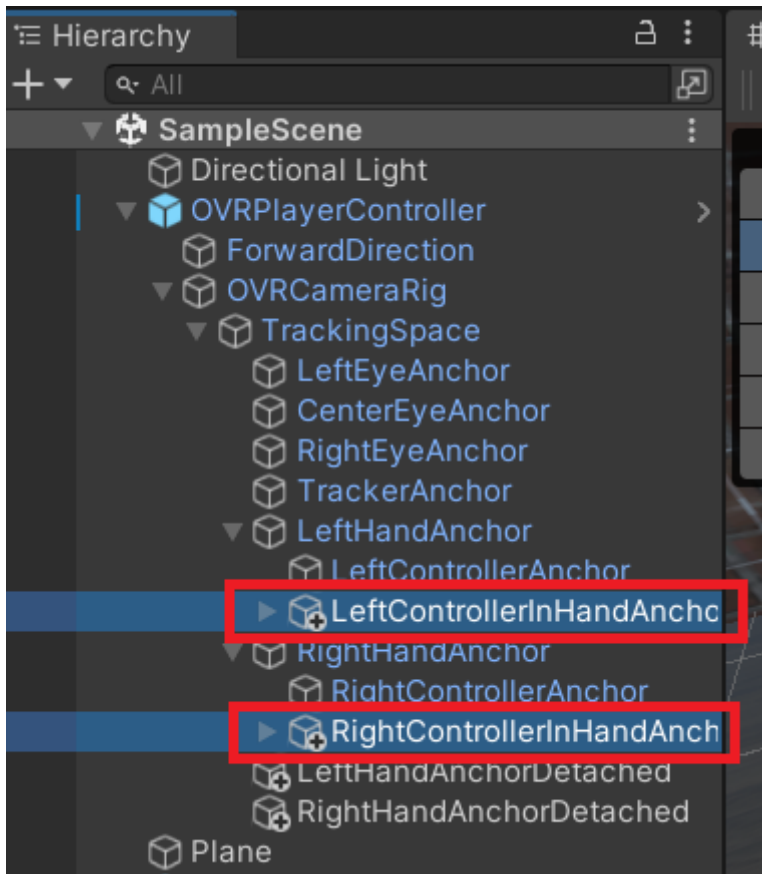 Hierarchy
All
SampleScene
Directional Light
OVRPlayerController
ForwardDirection
OVRCameraRig
TrackingSpace
LeftEyeAnchor
CenterEyeAnchor
RightEyeAnchor
TrackerAnchor
LeftHandAnchor
LeftControllerAnchor
LeftControllerInHandAncho
RightHandAnchor
RightControllerAnchor
RightControllerInHandAnch
LeftHandAnchorDetached
RightHandAnchorDetached
Plane